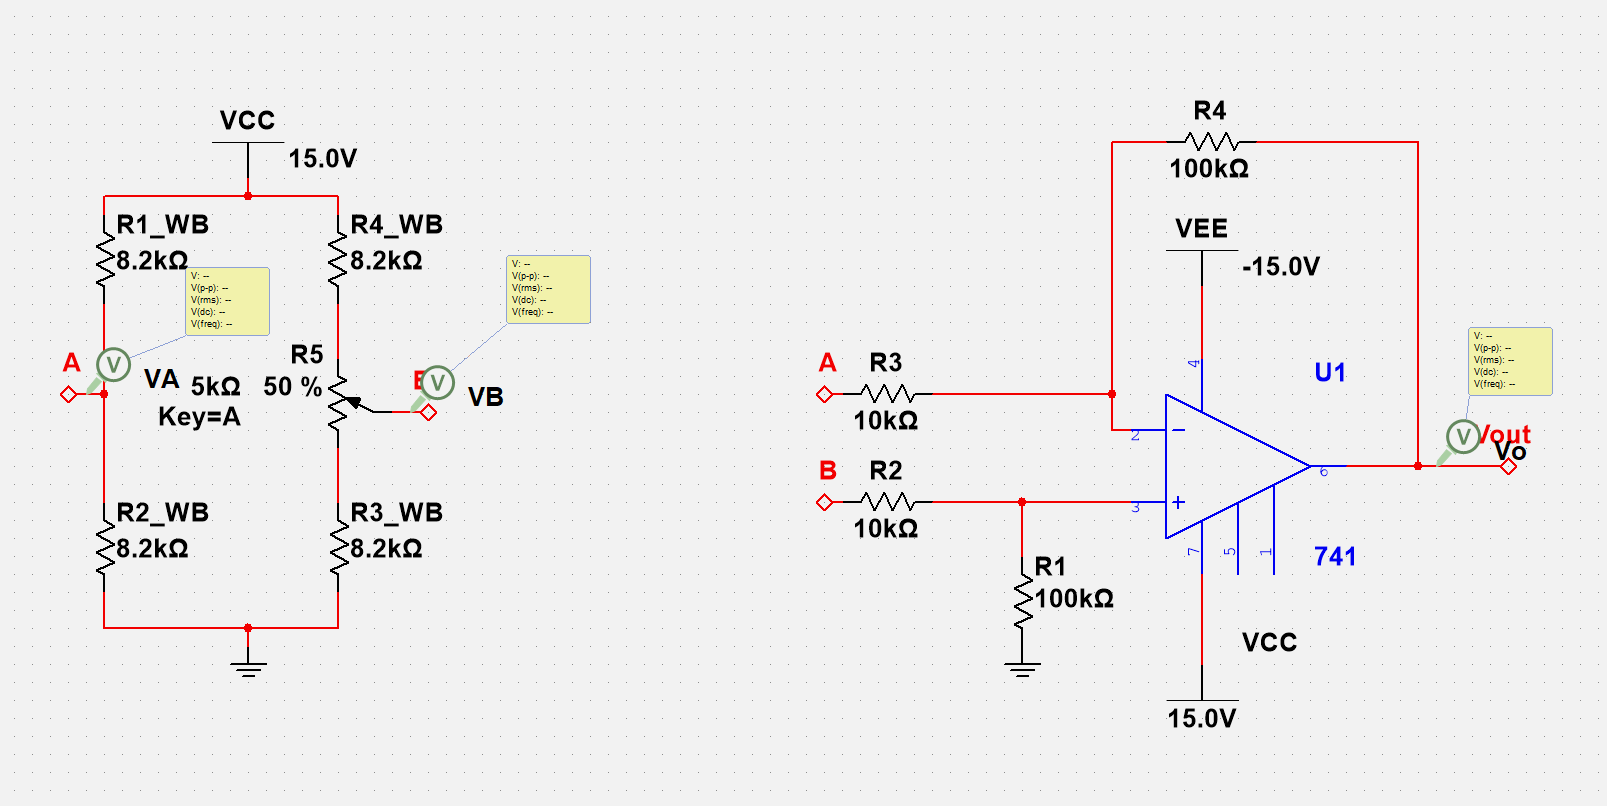 VCC
15.0V
R1_WB
8.2kΩ
R4_WB
8.2kΩ
V: --
V(p-p): --
V(rms): --
V(dc): --
V(freq): --
V: --
V(p-p): --
V(rms): --
V(dc): --
V(freq): --
A
V
VA
R5
5kΩ
50 %
Key=A
V
VB
R2_WB
8.2kΩ
R3_WB
8.2kΩ
R4
100kΩ
VEE
-15.0V
A
R3
10kΩ
B
R2
10kΩ
R1
100kΩ
4
U1
2
3
6
7
5
1
741
VCC
15.0V
V: --
V(p-p): --
V(rms): --
V(dc): --
V(freq): --
V
Vout
Vo